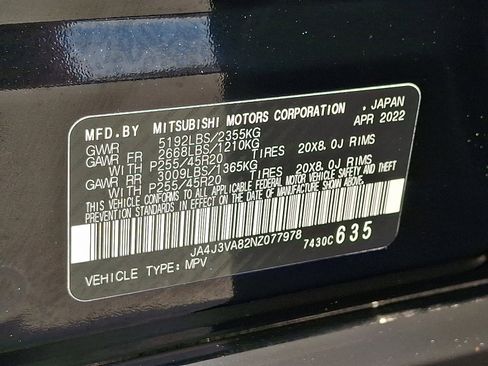 MFD.BY MITSUBISHI MOTORS CORPORATION, JAPAN
GWWR 5192LBS/2355KG APR 2022
GAWR FR 2668LBS/1210KG
WITH P255/45R20 TIRES 20X8.0J RIMS
GAWR RR 3009LBS/1365KG
WITH P255/45R20 TIRES 20X8.0J RIMS
THIS VEHICLE CONFORMS TO ALL APPLICABLE FEDERAL MOTOR VEHICLE SAFETY AND THEFT
PREVENTION STANDARDS IN EFFECT ON THE DATE OF MANUFACTURE SHOWN ABOVE.
JA4J3VA82NZ077978 7430C 635
VEHICLE TYPE: MPV